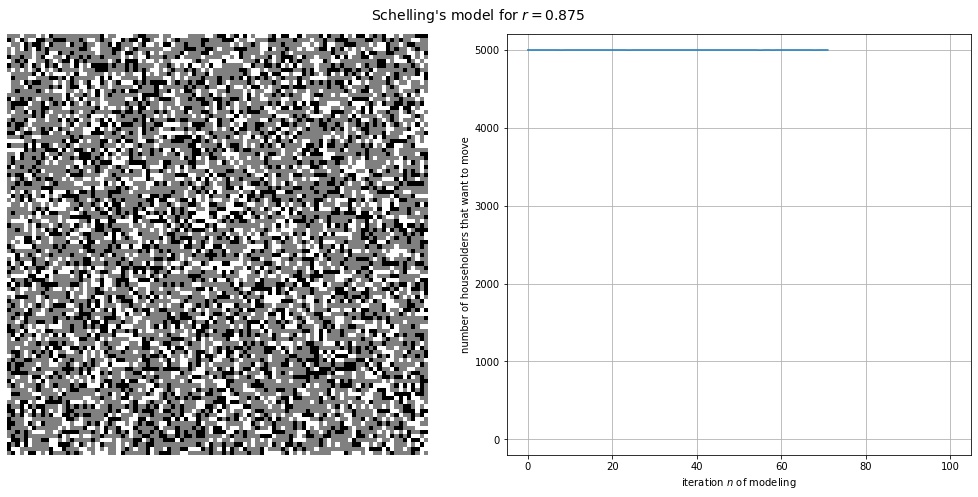 Schelling's model for r = 0.875
5000
4000
3000
2000
1000
0
number of householders that want to move
0 20 40 60 80 100
iteration n of modeling